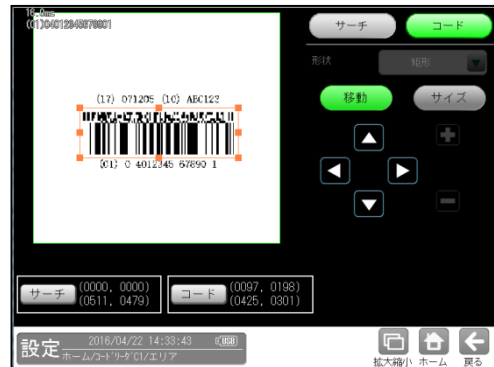 16.0ms
(01)04012345678901
サーチ
コード
形状
矩形
移動
サイズ
(17) 071205 (10) ABC123
(01) 0 4012345 67890 1
サーチ
(0000, 0000)
(0511, 0479)
コード
(0097, 0198)
(0425, 0301)
設定
2016/04/22 14:33:43
USB
ホーム/コードリーダC1/エリア
拡大縮小
ホーム
戻る